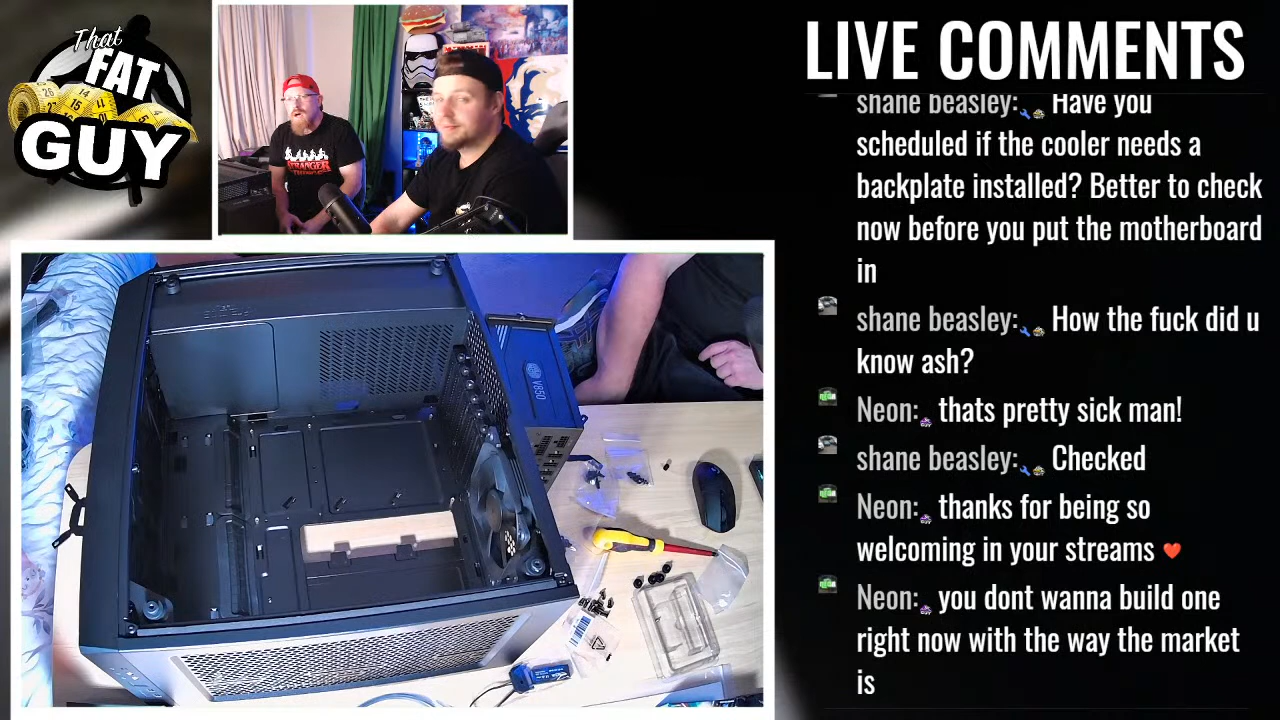 That
FAT
GUY
STRANGER
THINGS
V850
LIVE COMMENTS
shane beasley: Have you
scheduled if the cooler needs a
backplate installed? Better to check
now before you put the motherboard
in
shane beasley: How the fuck did u
know ash?
Neon: thats pretty sick man!
shane beasley: Checked
Neon: thanks for being so
welcoming in your streams ❤️
Neon: you dont wanna build one
right now with the way the market
is